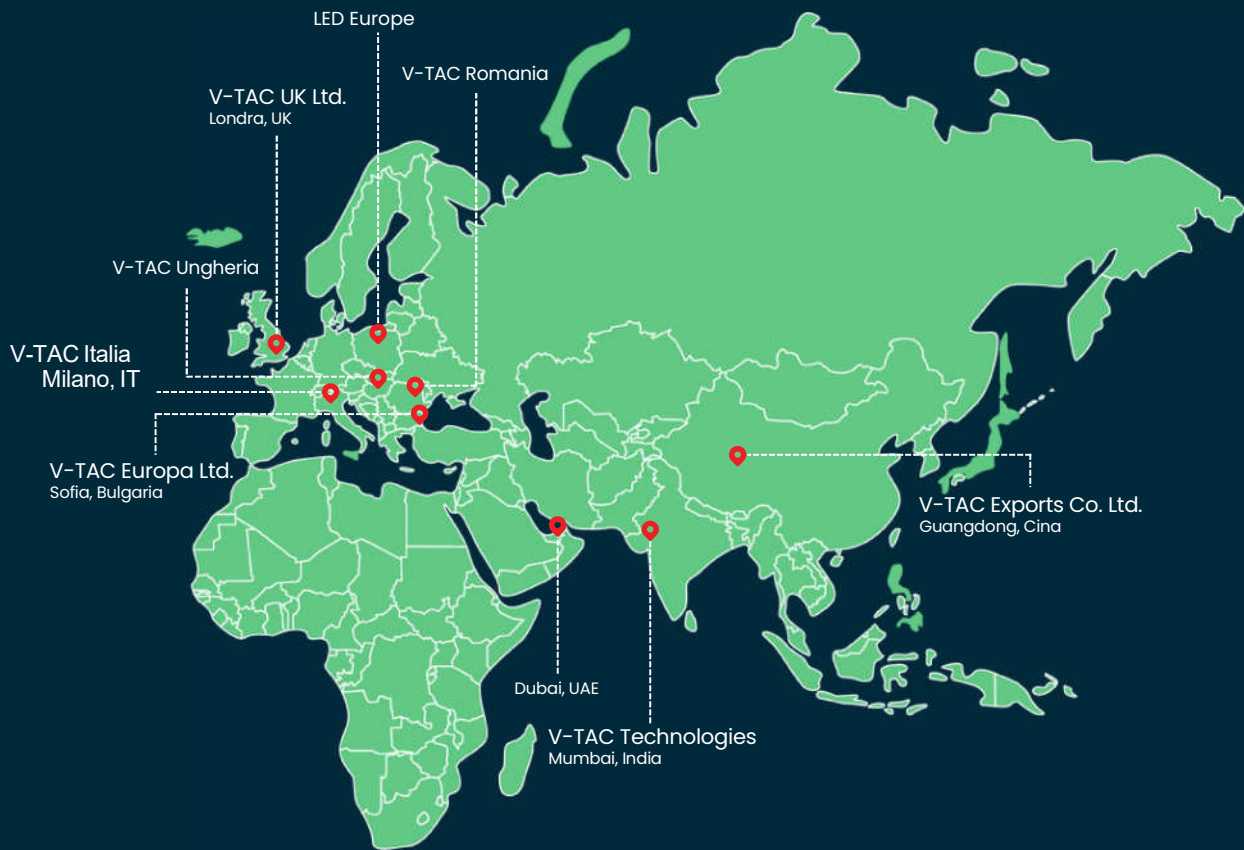 LED Europe
V-TAC Romania
V-TAC UK Ltd.
Londra, UK
V-TAC Ungheria
V-TAC Italia
Milano, IT
V-TAC Europa Ltd.
Sofia, Bulgaria
V-TAC Exports Co. Ltd.
Guangdong, Cina
Dubai, UAE
V-TAC Technologies
Mumbai, India